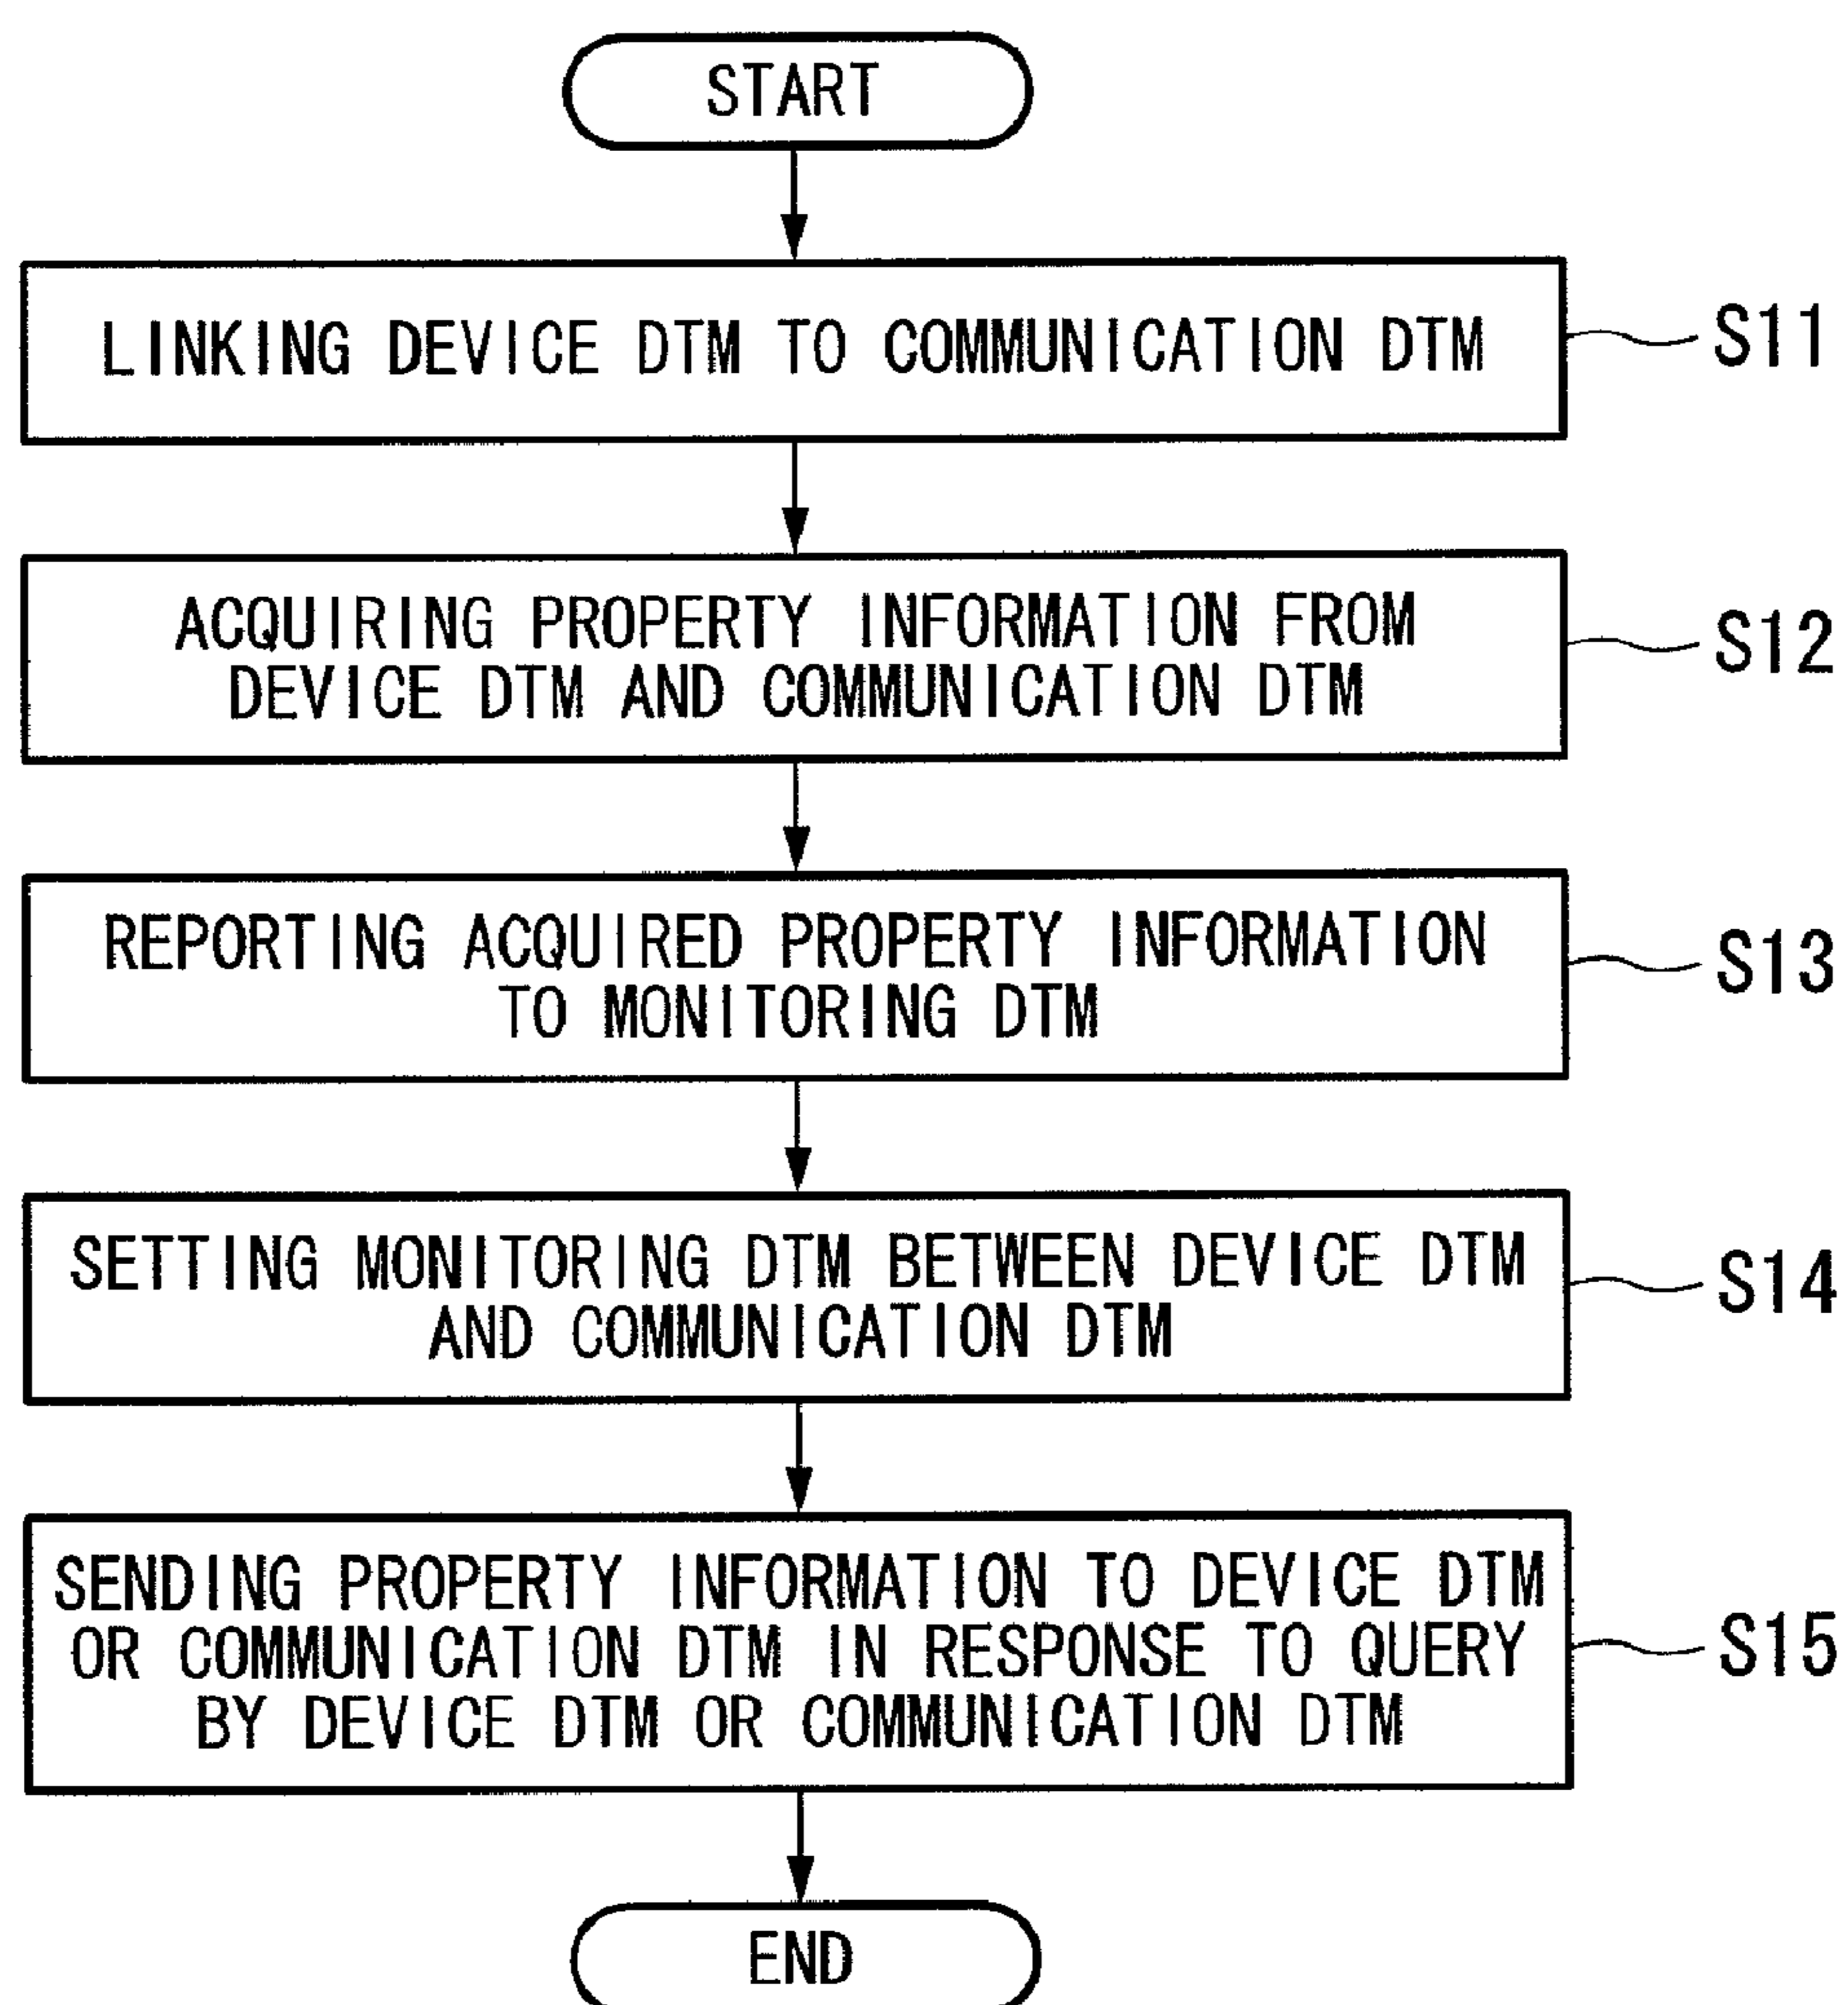 START
LINKING DEVICE DTM TO COMMUNICATION DTM
S11
ACQUIRING PROPERTY INFORMATION FROM
DEVICE DTM AND COMMUNICATION DTM
S12
REPORTING ACQUIRED PROPERTY INFORMATION
TO MONITORING DTM
S13
SETTING MONITORING DTM BETWEEN DEVICE DTM
AND COMMUNICATION DTM
S14
SENDING PROPERTY INFORMATION TO DEVICE DTM
OR COMMUNICATION DTM IN RESPONSE TO QUERY
BY DEVICE DTM OR COMMUNICATION DTM
S15
END